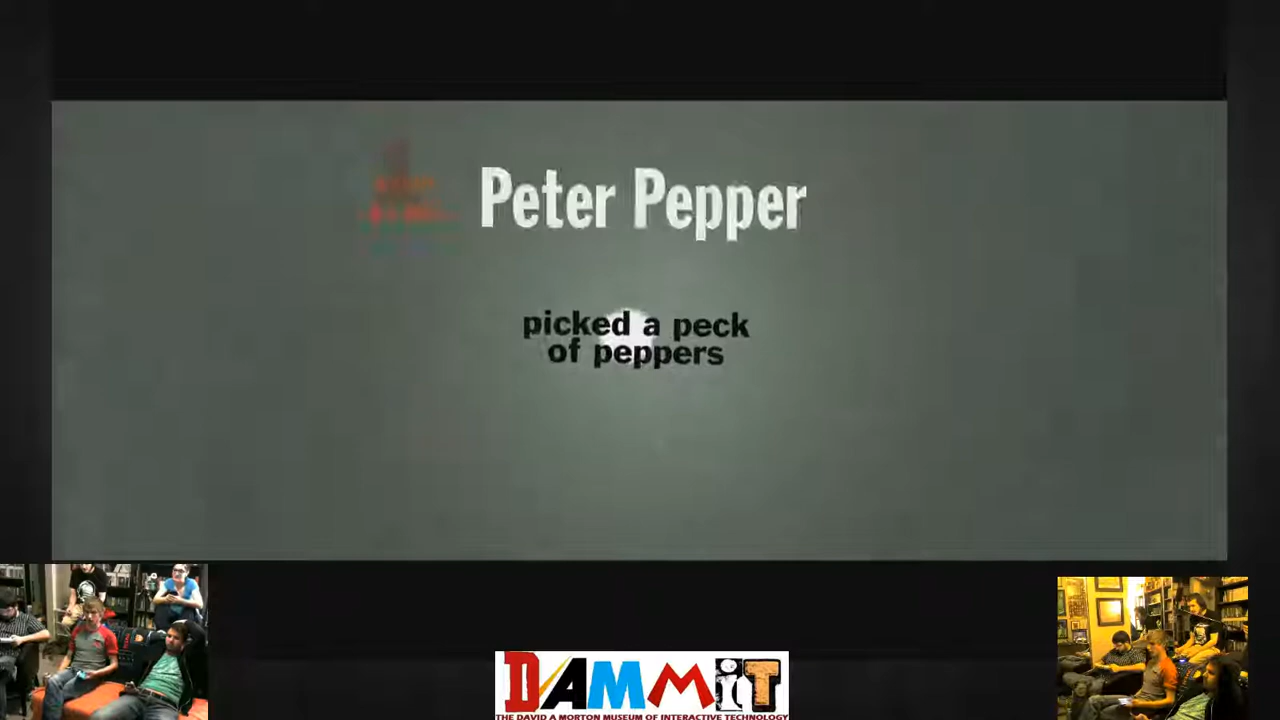 Peter Pepper
picked a peck
of peppers
DAMMiT
THE DAVID A MORTON MUSEUM OF INTERACTIVE TECHNOLOGY